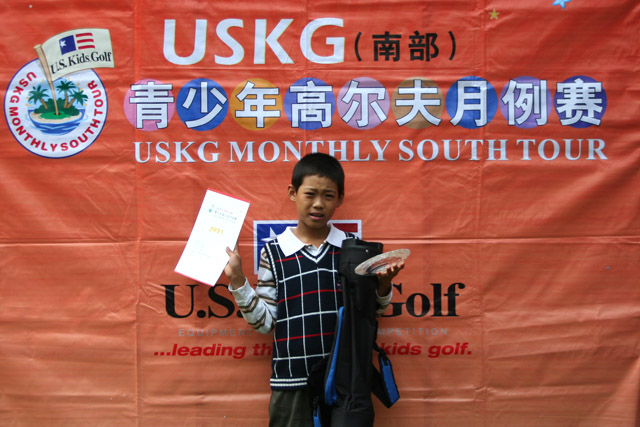 USKG（南部）
U.S. Kids Golf
USKG MONTHLY SOUTH TOUR
青少年高尔夫月例赛
USKG MONTHLY SOUTH TOUR
U.S. Golf
...leading th kids golf.